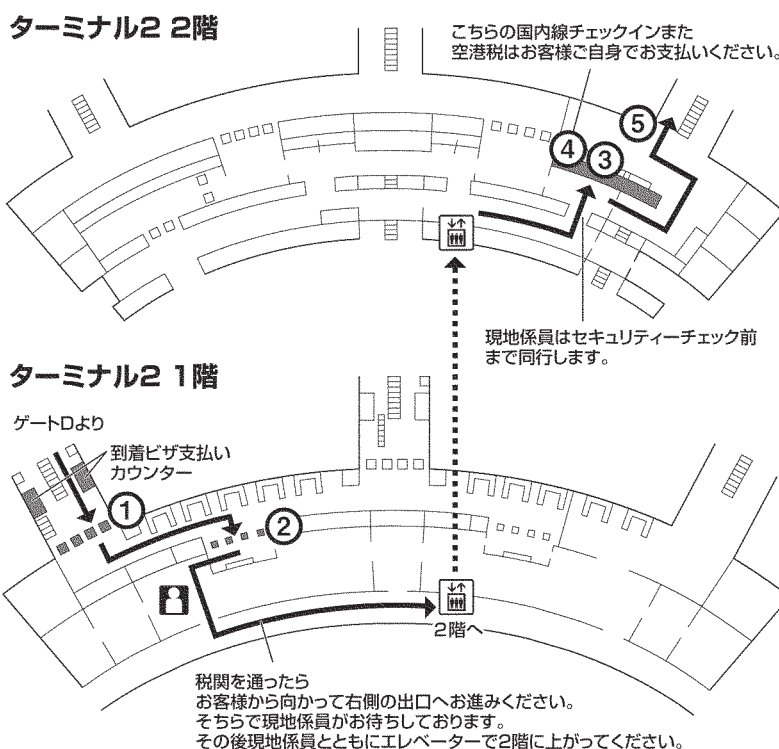 ターミナル2 2階
こちらの国内線チェックインまた
空港税はお客様ご自身でお支払いください。
⑤
④
③
現地係員はセキュリティーチェック前
まで同行します。
ターミナル2 1階
ゲートDより
到着ビザ支払い
カウンター
①
②
2階へ
税関を通ったら
お客様から向かって右側の出口へお進みください。
そちらで現地係員がお待ちしております。
その後現地係員とともにエレベーターで2階に上がってください。